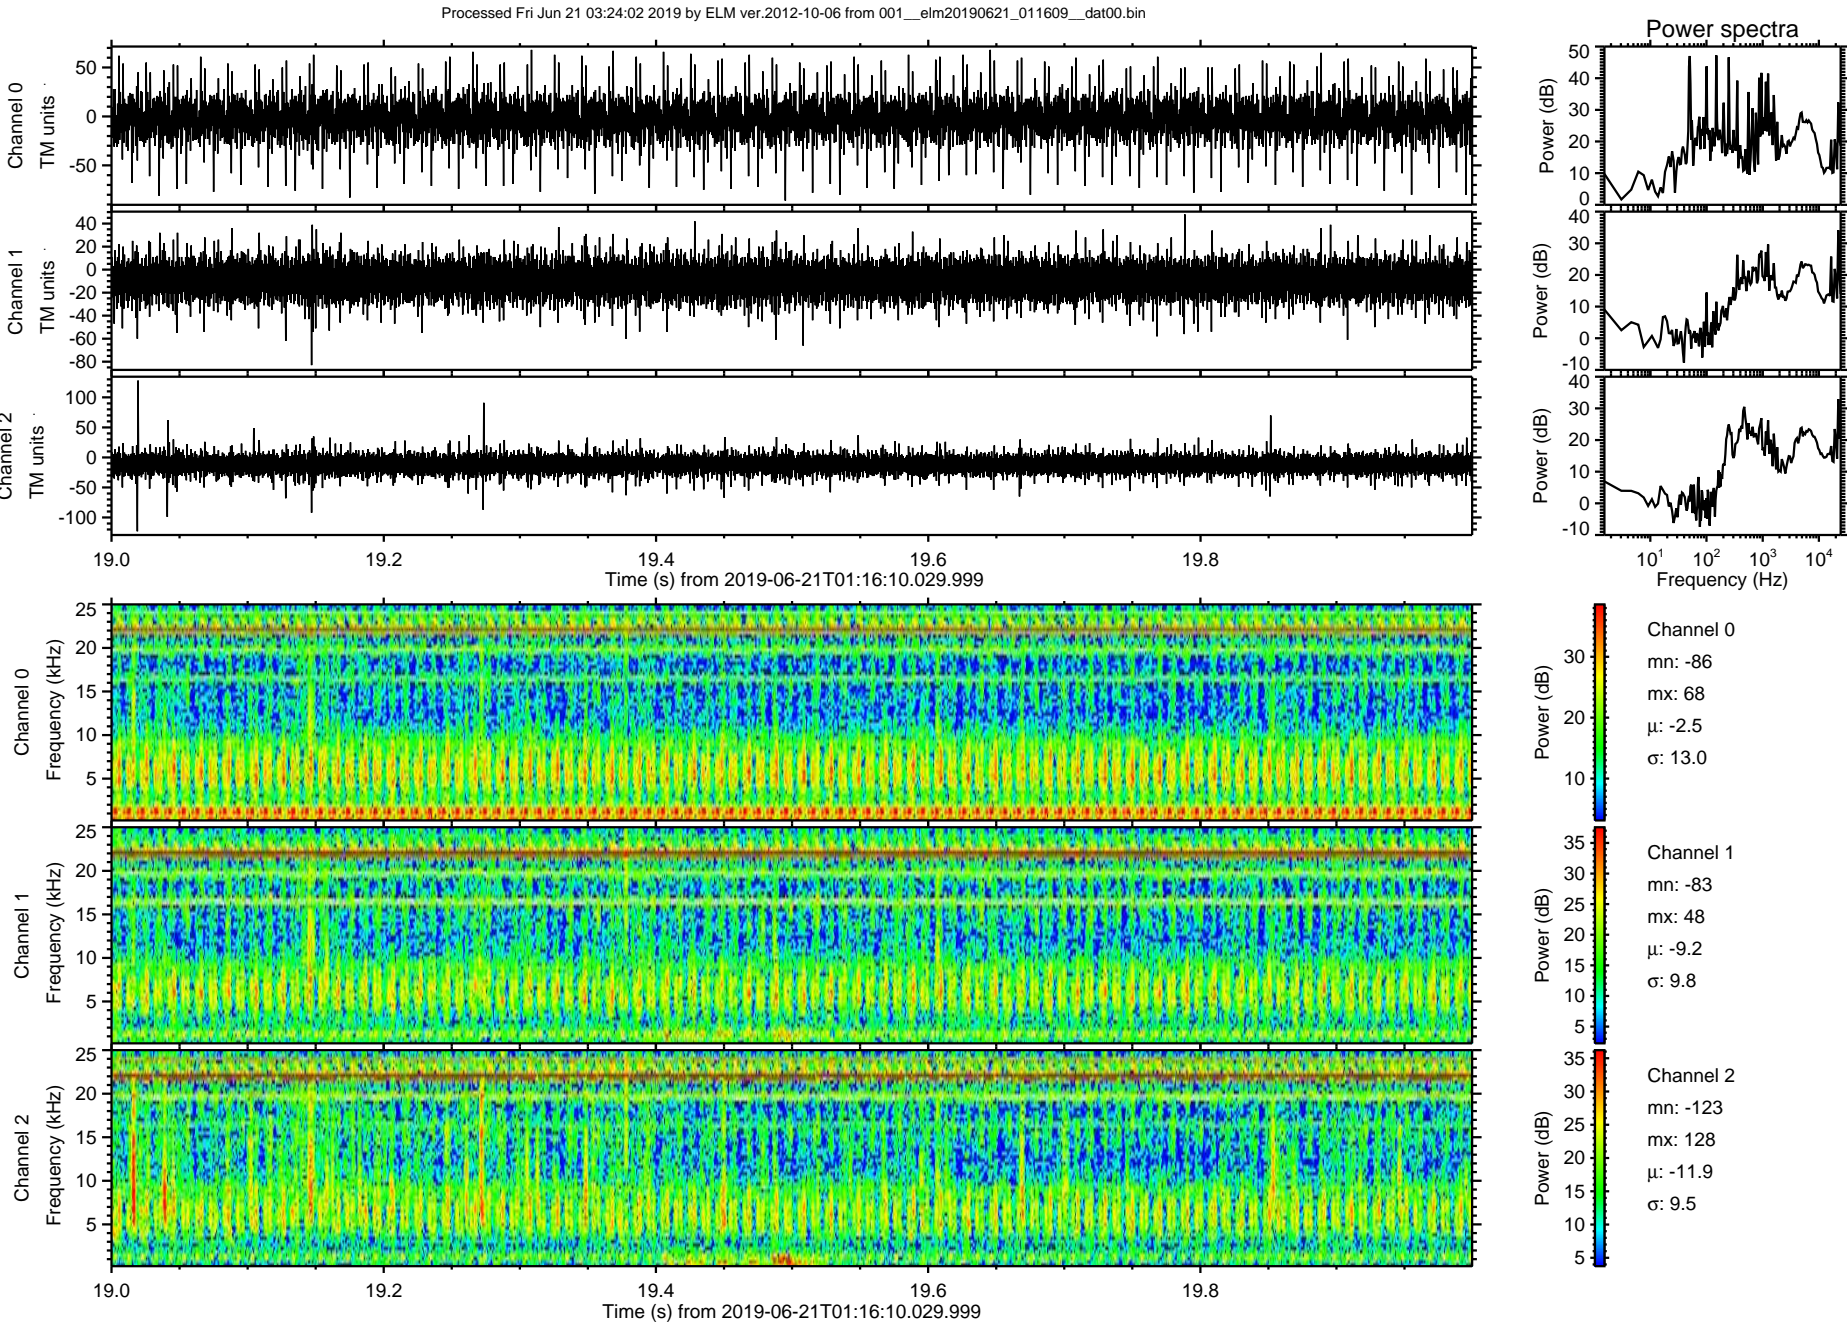 Processed Fri Jun 21 03:24:02 2019 by ELM ver.2012-10-06 from 001__elm20190621_011609__dat00.bin
Power spectra
Channel 0
TM units
50
0
-50
Power (dB)
50
40
30
20
10
0
Channel 1
TM units
40
20
0
-20
-40
-60
-80
Power (dB)
40
30
20
10
0
-10
Channel 2
TM units
100
50
0
-50
-100
Power (dB)
40
30
20
10
0
-10
19.0 19.2 19.4 19.6 19.8
Time (s) from 2019-06-21T01:16:10.029.999
10^1 10^2 10^3 10^4
Frequency (Hz)
Channel 0
Frequency (kHz)
25
20
15
10
5
Power (dB)
30
20
10
Channel 0
mn: -86
mx: 68
μ: -2.5
σ: 13.0
Channel 1
Frequency (kHz)
25
20
15
10
5
Power (dB)
35
30
25
20
15
10
5
Channel 1
mn: -83
mx: 48
μ: -9.2
σ: 9.8
Channel 2
Frequency (kHz)
25
20
15
10
5
Power (dB)
35
30
25
20
15
10
5
Channel 2
mn: -123
mx: 128
μ: -11.9
σ: 9.5
19.0 19.2 19.4 19.6 19.8
Time (s) from 2019-06-21T01:16:10.029.999